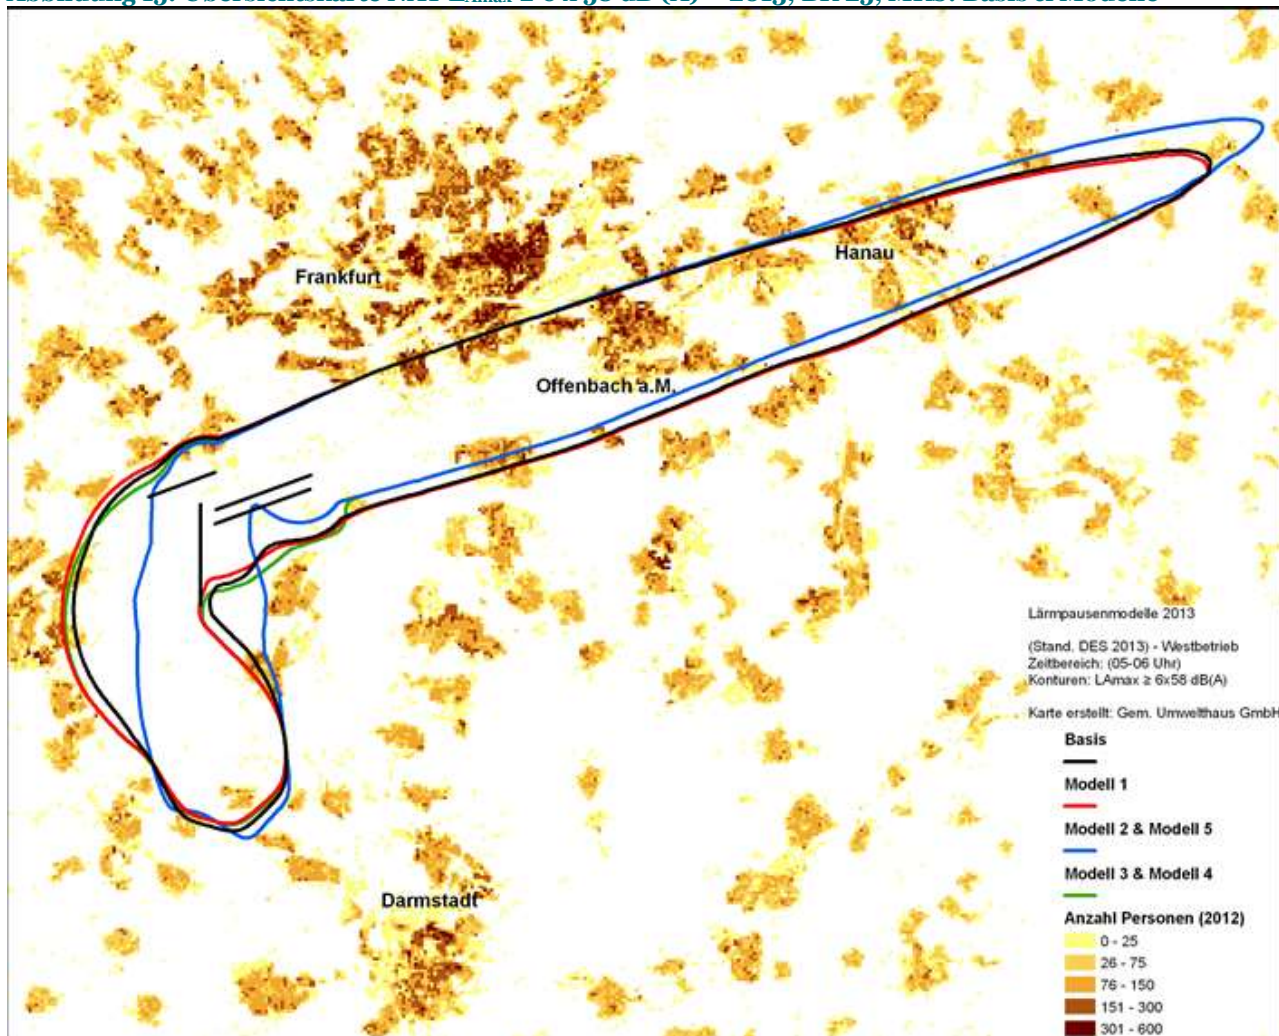 Frankfurt
Hanau
Offenbach a.M.
Darmstadt
Lärmpausenmodelle 2013
(Stand. DES 2013) - Westbetrieb
Zeitbereich: (05-06 Uhr)
Konturen: LAmax ≥ 6x58 dB(A)
Karte erstellt: Gem. Umwelthaus GmbH
Basis
Modell 1
Modell 2 & Modell 5
Modell 3 & Modell 4
Anzahl Personen (2012)
0 - 25
26 - 75
76 - 150
151 - 300
301 - 600